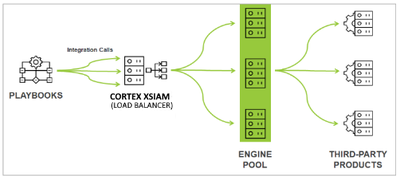 Integration Calls
PLAYBOOKS
CORTEX XSIAM
(LOAD BALANCER)
ENGINE
POOL
THIRD-PARTY
PRODUCTS